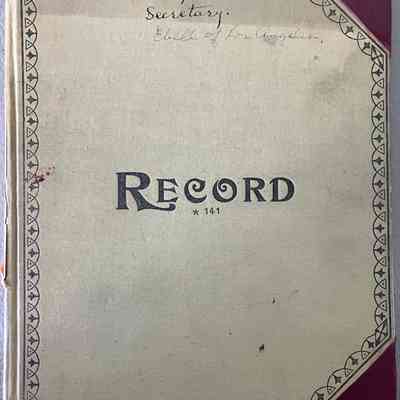 Secretary.
Ebell of Los Angeles.
RECORD
★ 141